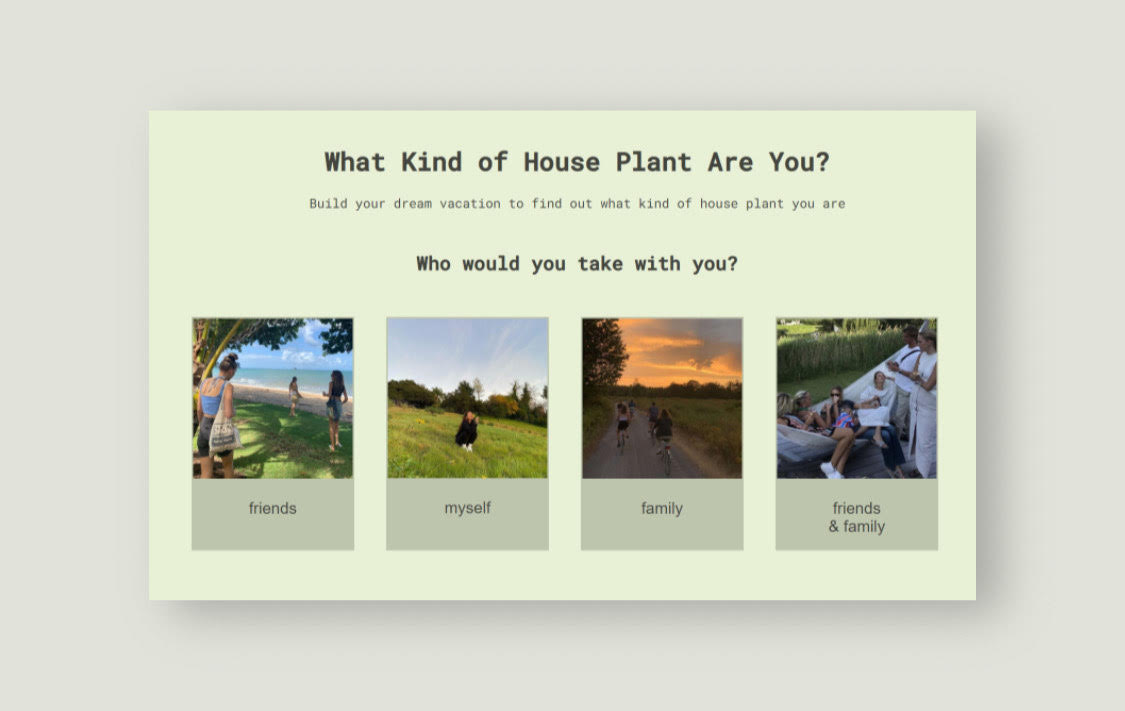 What Kind of House Plant Are You?
Build your dream vacation to find out what kind of house plant you are
Who would you take with you?
friends
myself
family
friends
& family